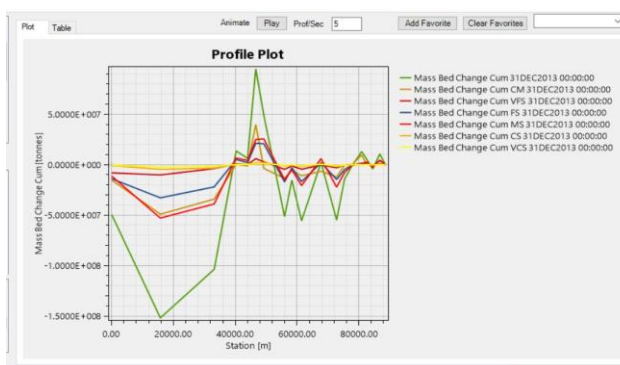 Plot Table Animate Play Prof/Sec 5 Add Favorite Clear Favorites
Profile Plot
Mass Bed Change Cum 31DEC2013 00:00:00
Mass Bed Change Cum CM 31DEC2013 00:00:00
Mass Bed Change Cum VFS 31DEC2013 00:00:00
Mass Bed Change Cum FS 31DEC2013 00:00:00
Mass Bed Change Cum MS 31DEC2013 00:00:00
Mass Bed Change Cum CS 31DEC2013 00:00:00
Mass Bed Change Cum VCS 31DEC2013 00:00:00
Mass Bed Change Cum [tonnes]
5.0000E+007
0.0000E+000
-5.0000E+007
-1.0000E+008
-1.5000E+008
0.00 20000.00 40000.00 60000.00 80000.00
Station [m]